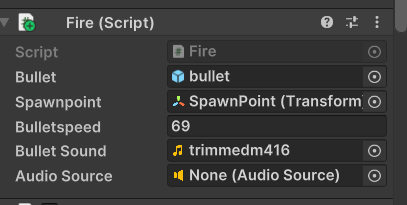 Fire (Script)
Script Fire
Bullet bullet
Spawnpoint SpawnPoint (Transform)
Bulletspeed 69
Bullet Sound trimmedm416
Audio Source None (Audio Source)